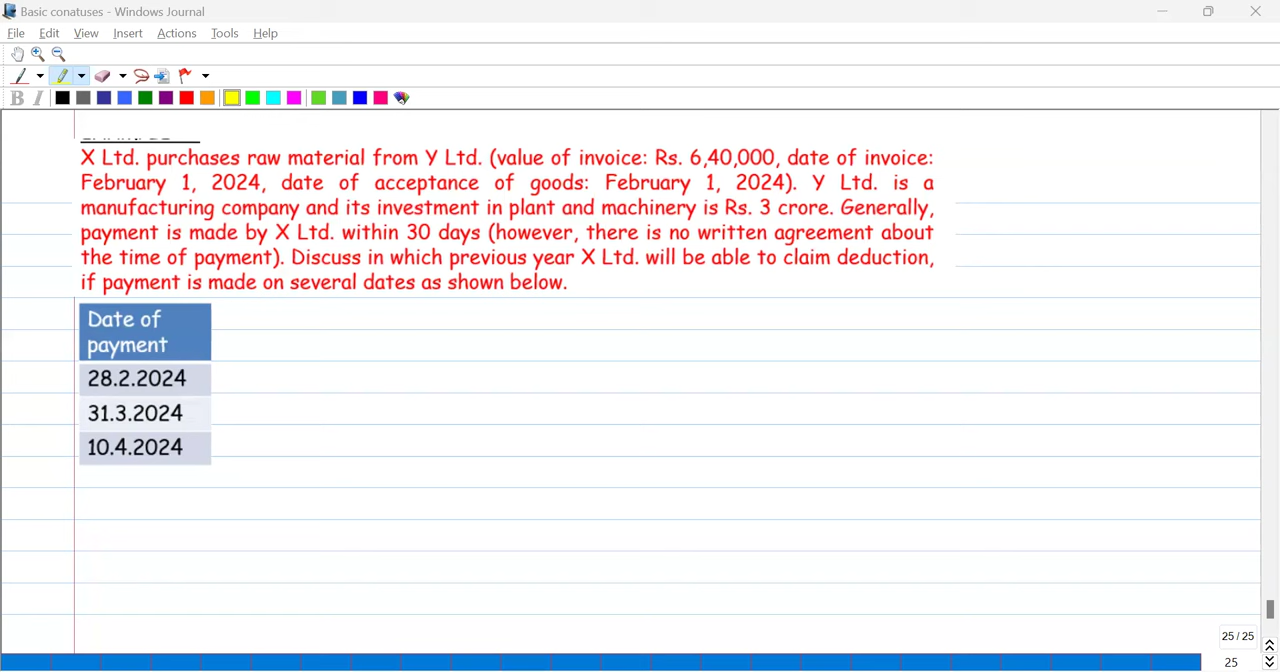 Basic conatuses - Windows Journal
File Edit View Insert Actions Tools Help
B I
X Ltd. purchases raw material from Y Ltd. (value of invoice: Rs. 6,40,000, date of invoice:
February 1, 2024, date of acceptance of goods: February 1, 2024). Y Ltd. is a
manufacturing company and its investment in plant and machinery is Rs. 3 crore. Generally,
payment is made by X Ltd. within 30 days (however, there is no written agreement about
the time of payment). Discuss in which previous year X Ltd. will be able to claim deduction,
if payment is made on several dates as shown below.
Date of
payment
28.2.2024
31.3.2024
10.4.2024
25/25
25